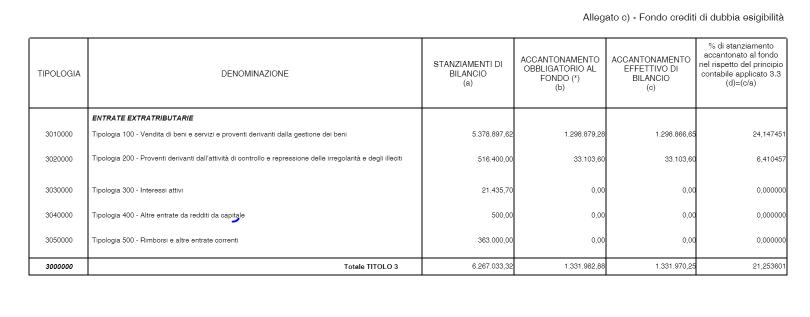 Allegato c) - Fondo crediti di dubbia esigibilità
TIPOLOGIA DENOMINAZIONE STANZIAMENTI DI BILANCIO (a) ACCANTONAMENTO OBBLIGATORIO AL FONDO (*) (b) ACCANTONAMENTO EFFETTIVO DI BILANCIO (c) % di stanziamento accantonato al fondo nel rispetto del principio contabile applicato 3.3 (d)=(c/a)
ENTRATE EXTRATRIBUTARIE
3010000 Tipologia 100 - Vendita di beni e servizi e proventi derivanti dalla gestione dei beni 5.378.897,62 1.298.879,28 1.298.866,65 24,147451
3020000 Tipologia 200 - Proventi derivanti dall'attività di controllo e repressione delle irregolarità e degli illeciti 516.400,00 33.103,60 33.103,60 6,410457
3030000 Tipologia 300 - Interessi attivi 21.435,70 0,00 0,00 0,000000
3040000 Tipologia 400 - Altre entrate da redditi da capitale 500,00 0,00 0,00 0,000000
3050000 Tipologia 500 - Rimborsi e altre entrate correnti 363.000,00 0,00 0,00 0,000000
3000000 Totale TITOLO 3 6.267.033,32 1.331.982,88 1.331.970,25 21,253601